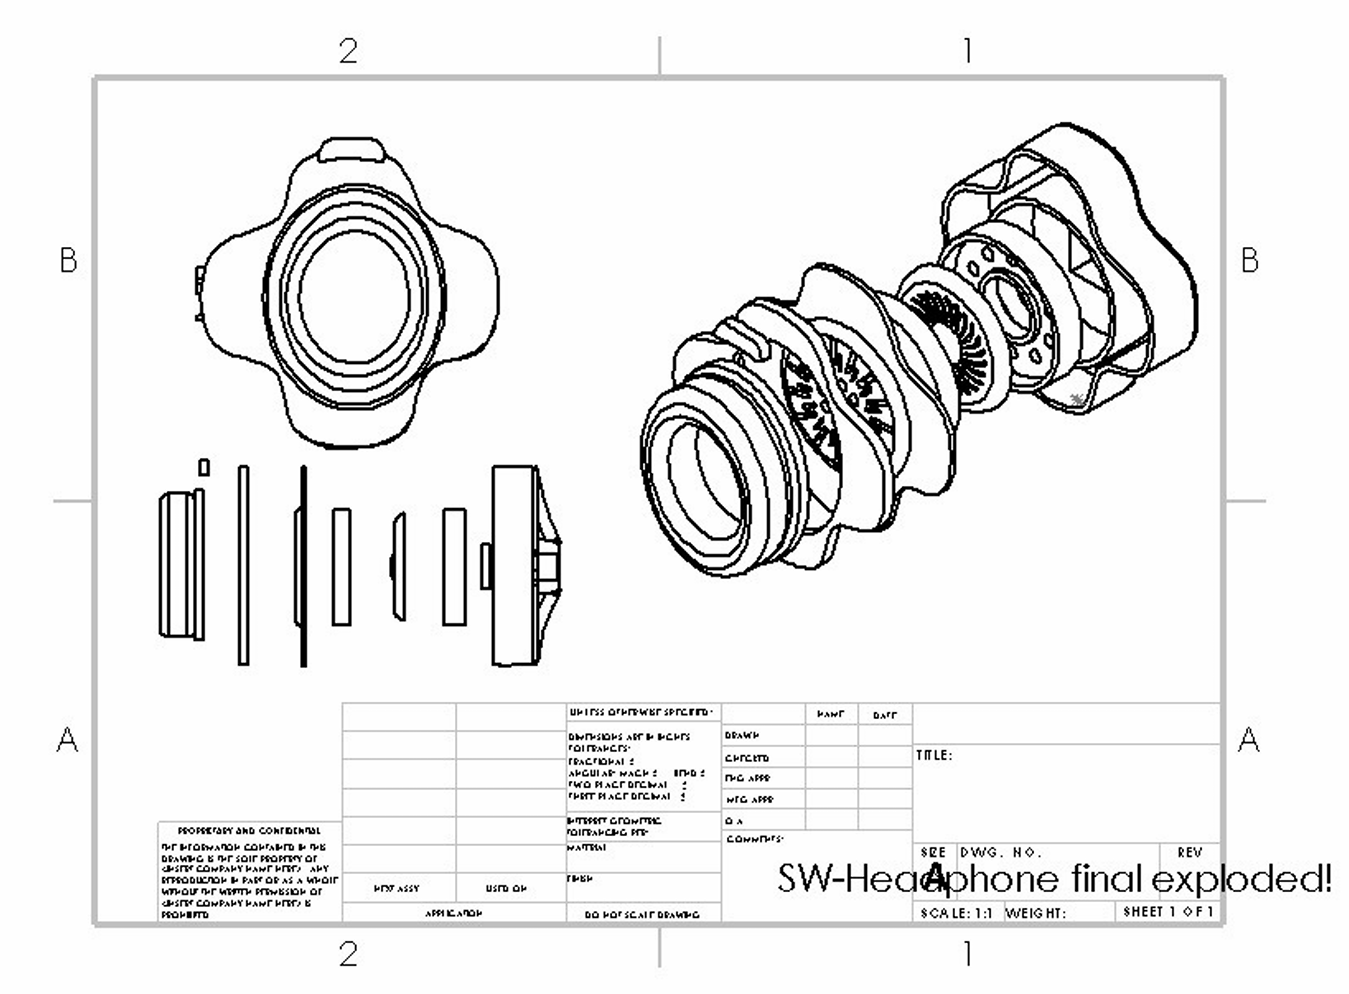 2
1
B
B
A
A
UNLESS OTHERWISE SPECIFIED:
NAME
DATE
DIMENSIONS ARE IN INCHES
TOLERANCES:
FRACTIONAL ±
ANGULAR: MACH ± BEND ±
TWO PLACE DECIMAL ±
THREE PLACE DECIMAL ±
DRAWN
CHECKED
ENG APPR.
MFG APPR.
Q.A.
INTERPRET GEOMETRIC
TOLERANCING PER:
MATERIAL
FINISH
COMMENTS:
TITLE:
PROPRIETARY AND CONFIDENTIAL
THE INFORMATION CONTAINED IN THIS
DRAWING IS THE SOLE PROPERTY OF
<INSERT COMPANY NAME HERE>. ANY
REPRODUCTION IN PART OR AS A WHOLE
WITHOUT THE WRITTEN PERMISSION OF
<INSERT COMPANY NAME HERE> IS
PROHIBITED.
NEXT ASSY
USED ON
APPLICATION
DO NOT SCALE DRAWING
SIZE DWG. NO. REV
A
SW-Headphone final exploded!
SCALE: 1:1 WEIGHT: SHEET 1 OF 1
2
1